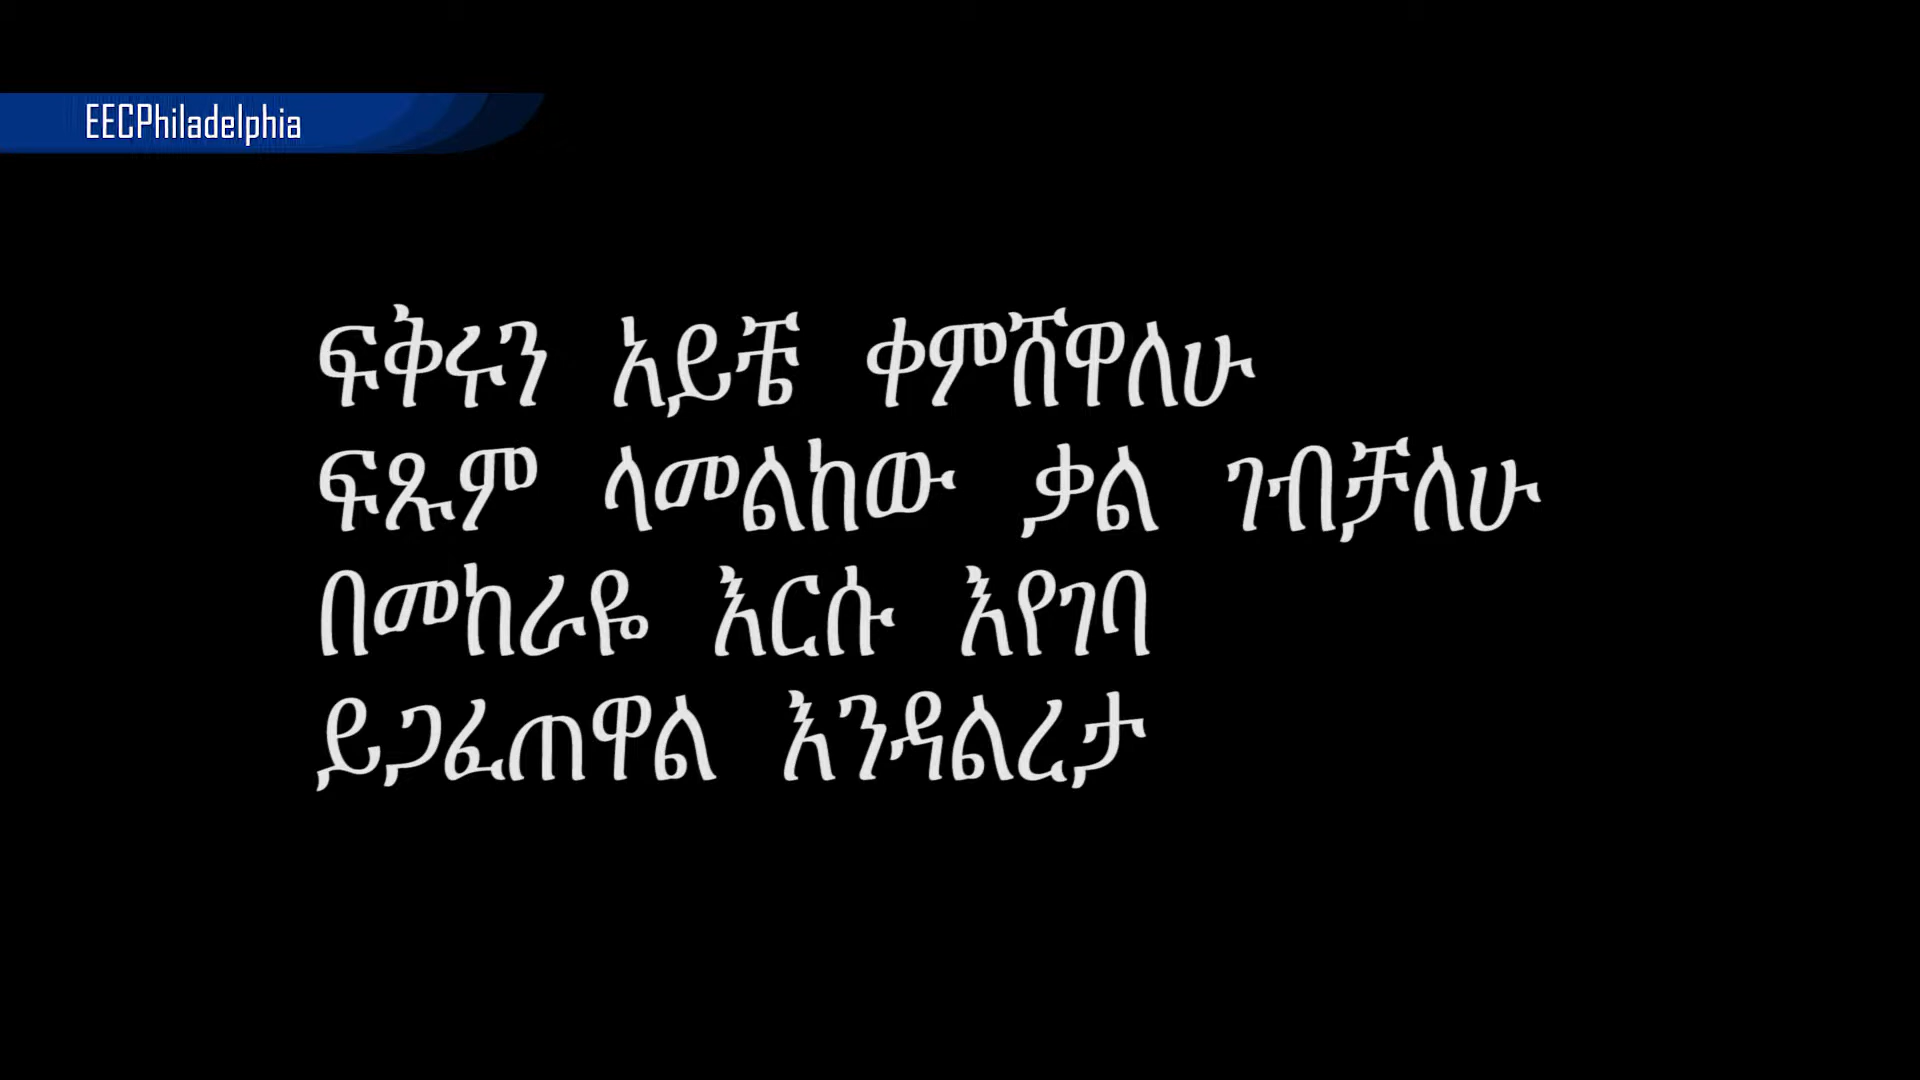 EECPhiladelphia
ፍቅሩን አይቼ ቀምሸዋለሁ
ፍጹም ላመልከው ቃል ገብቻለሁ
በመከራዬ እርሱ እየገባ
ይጋፈጠዋል እንዳልረታ